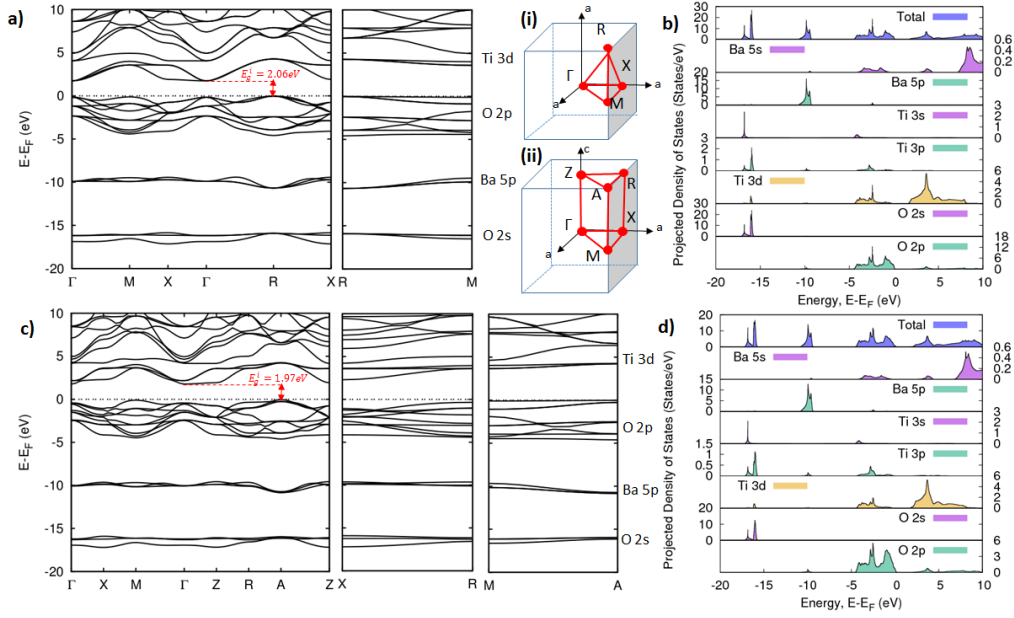 a)
10
5
0
-5
-10
-15
-20
E-E_F (eV)
E_g^i = 2.06eV
Γ M X Γ R X R M
Ti 3d
O 2p
Ba 5p
O 2s
(i)
a
R
Γ
X
a
M
a
(ii)
c
Z
R
A
Γ
X
a
M
a
b)
Projected Density of States (States/eV)
30
20
10
0
Total
0.6
0.4
0.2
0
Ba 5s
20
15
10
5
0
Ba 5p
3
2
1
0
Ti 3s
3
2
1
0
Ti 3p
6
4
2
0
Ti 3d
30
20
10
0
O 2s
18
12
6
0
O 2p
-20 -15 -10 -5 0 5 10
Energy, E-E_F (eV)
c)
10
5
0
-5
-10
-15
-20
E-E_F (eV)
E_g^i = 1.97eV
Γ X M Γ Z R A Z X R M A
Ti 3d
O 2p
Ba 5p
O 2s
d)
Projected Density of States (States/eV)
20
10
0
Total
0.6
0.4
0.2
0
Ba 5s
15
10
5
0
Ba 5p
3
2
1
0
Ti 3s
1.5
1
0.5
0
Ti 3p
6
4
2
0
Ti 3d
20
10
0
O 2s
6
3
0
O 2p
-20 -15 -10 -5 0 5 10
Energy, E-E_F (eV)